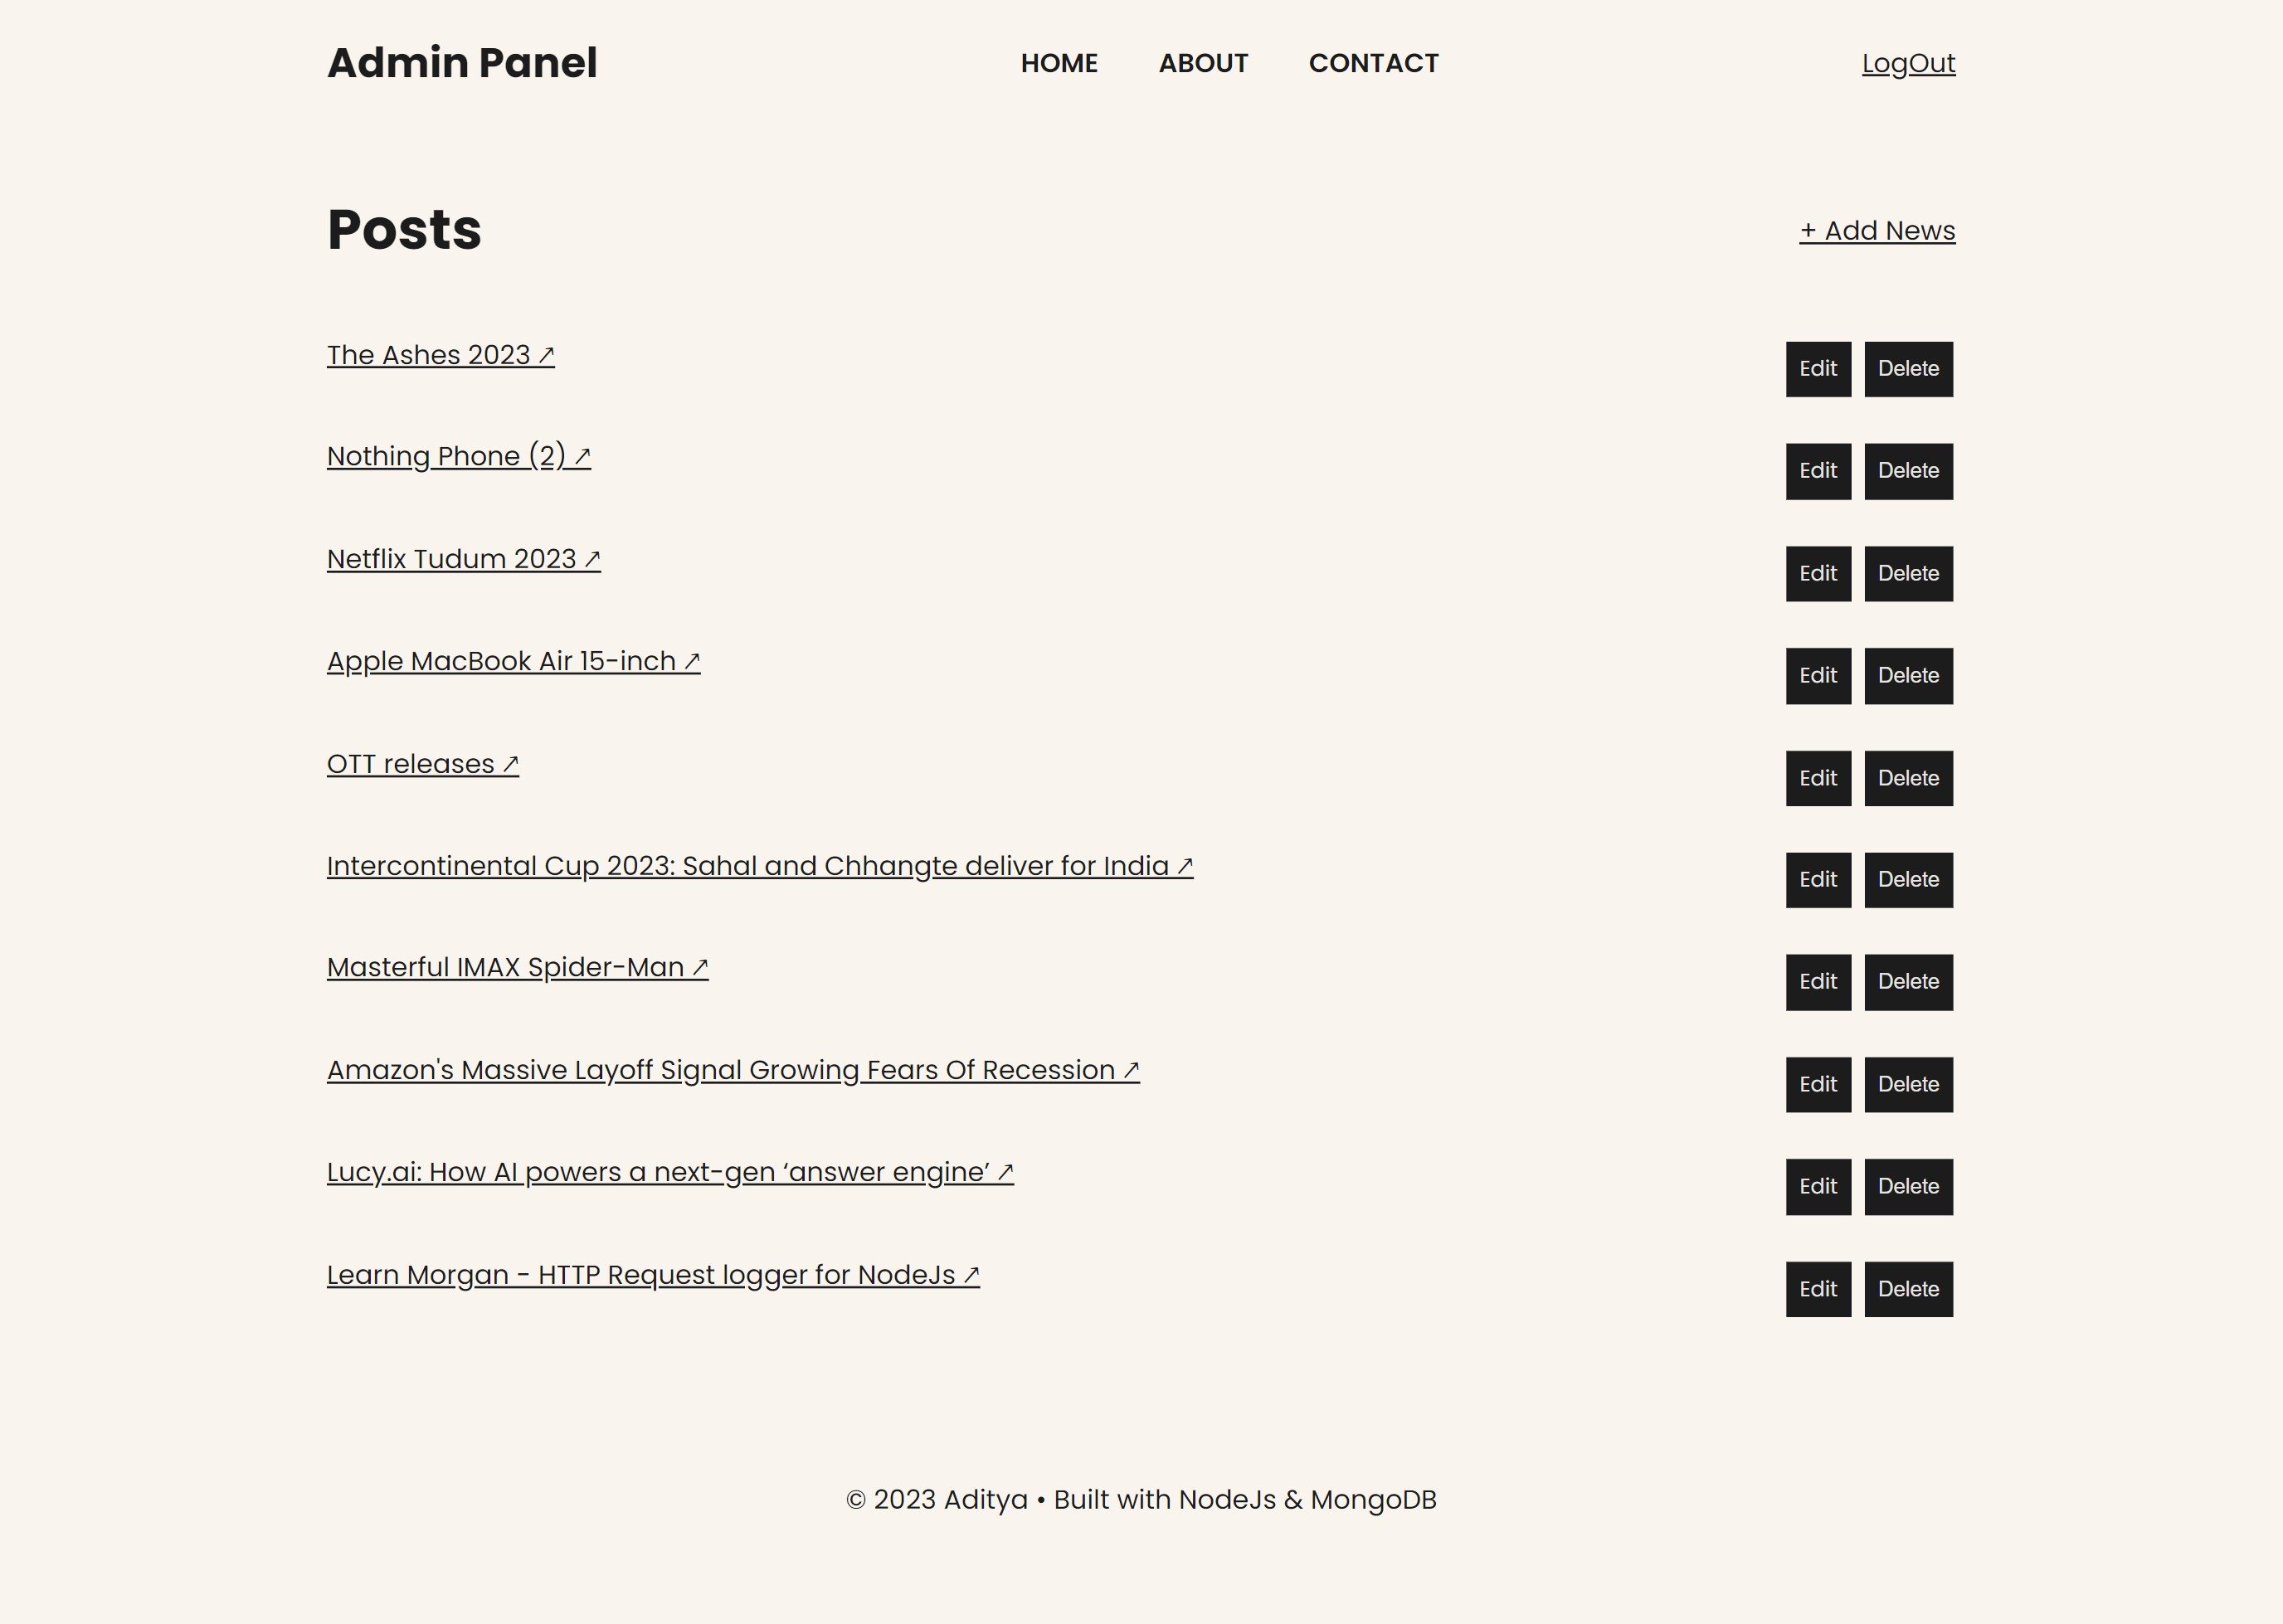 Admin Panel HOME ABOUT CONTACT LogOut
Posts + Add News
The Ashes 2023 ↗ Edit Delete
Nothing Phone (2) ↗ Edit Delete
Netflix Tudum 2023 ↗ Edit Delete
Apple MacBook Air 15-inch ↗ Edit Delete
OTT releases ↗ Edit Delete
Intercontinental Cup 2023: Sahal and Chhangte deliver for India ↗ Edit Delete
Masterful IMAX Spider-Man ↗ Edit Delete
Amazon's Massive Layoff Signal Growing Fears Of Recession ↗ Edit Delete
Lucy.ai: How AI powers a next-gen ‘answer engine’ ↗ Edit Delete
Learn Morgan - HTTP Request logger for NodeJs ↗ Edit Delete
© 2023 Aditya • Built with NodeJs & MongoDB